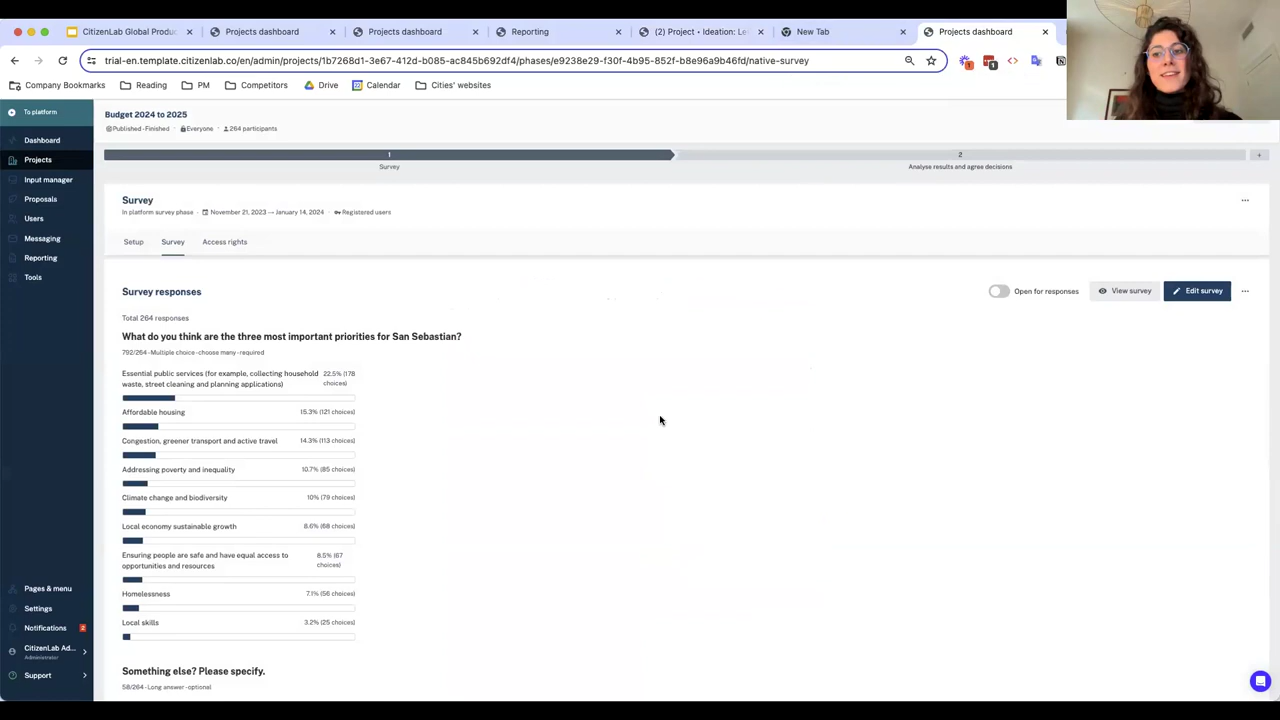 CitizenLab Global Produc
Projects dashboard
Projects dashboard
Reporting
(2) Project • Ideation: Let
New Tab
Projects dashboard
trial-en.template.citizenlab.co/en/admin/projects/1b7268d1-3e67-412d-b085-ac845b692df4/phases/e9238e29-f30f-4b95-852f-b8e96a9b46fd/native-survey
Company Bookmarks
Reading
PM
Competitors
Drive
Calendar
Cities' websites
To platform
Dashboard
Projects
Input manager
Proposals
Users
Messaging
Reporting
Tools
Pages & menu
Settings
Notifications 2
CitizenLab Ad...
Administrator
Support
Budget 2024 to 2025
Published - Finished · Everyone · 264 participants
1
2
Survey
Analyse results and agree decisions
Survey
In platform survey phase · November 21, 2023 → January 14, 2024 · Registered users
Setup
Survey
Access rights
Survey responses
Open for responses
View survey
Edit survey
Total 264 responses
What do you think are the three most important priorities for San Sebastian?
792/264 - Multiple choice - choose many - required
Essential public services (for example, collecting household 22.5% (178
waste, street cleaning and planning applications) choices)
Affordable housing 15.3% (121 choices)
Congestion, greener transport and active travel 14.3% (113 choices)
Addressing poverty and inequality 10.7% (85 choices)
Climate change and biodiversity 10% (79 choices)
Local economy sustainable growth 8.6% (68 choices)
Ensuring people are safe and have equal access to 8.5% (67
opportunities and resources choices)
Homelessness 7.1% (56 choices)
Local skills 3.2% (25 choices)
Something else? Please specify.
58/264 - Long answer - optional